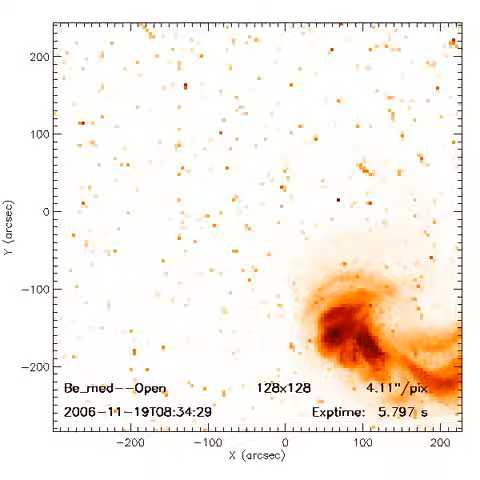 200
100
0
-100
-200
Y (arcsec)
Be_med--Open 128x128 4.11"/pix
2006-11-19T08:34:29 Exptime: 5.797 s
-200 -100 0 100 200
X (arcsec)